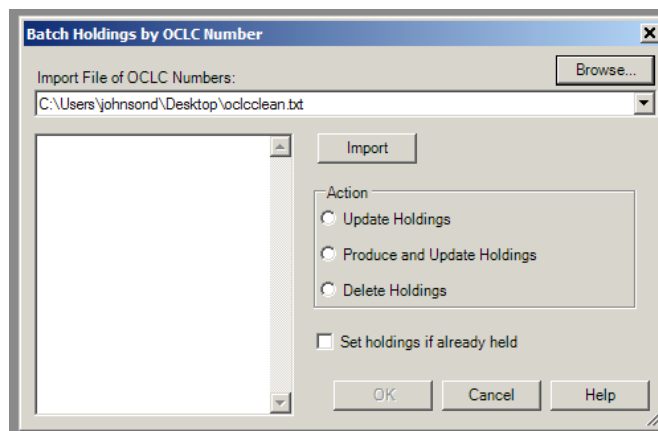 Batch Holdings by OCLC Number
Import File of OCLC Numbers:
Browse...
C:\Users\johnsond\Desktop\oclcclean.txt
Import
Action
Update Holdings
Produce and Update Holdings
Delete Holdings
Set holdings if already held
OK Cancel Help